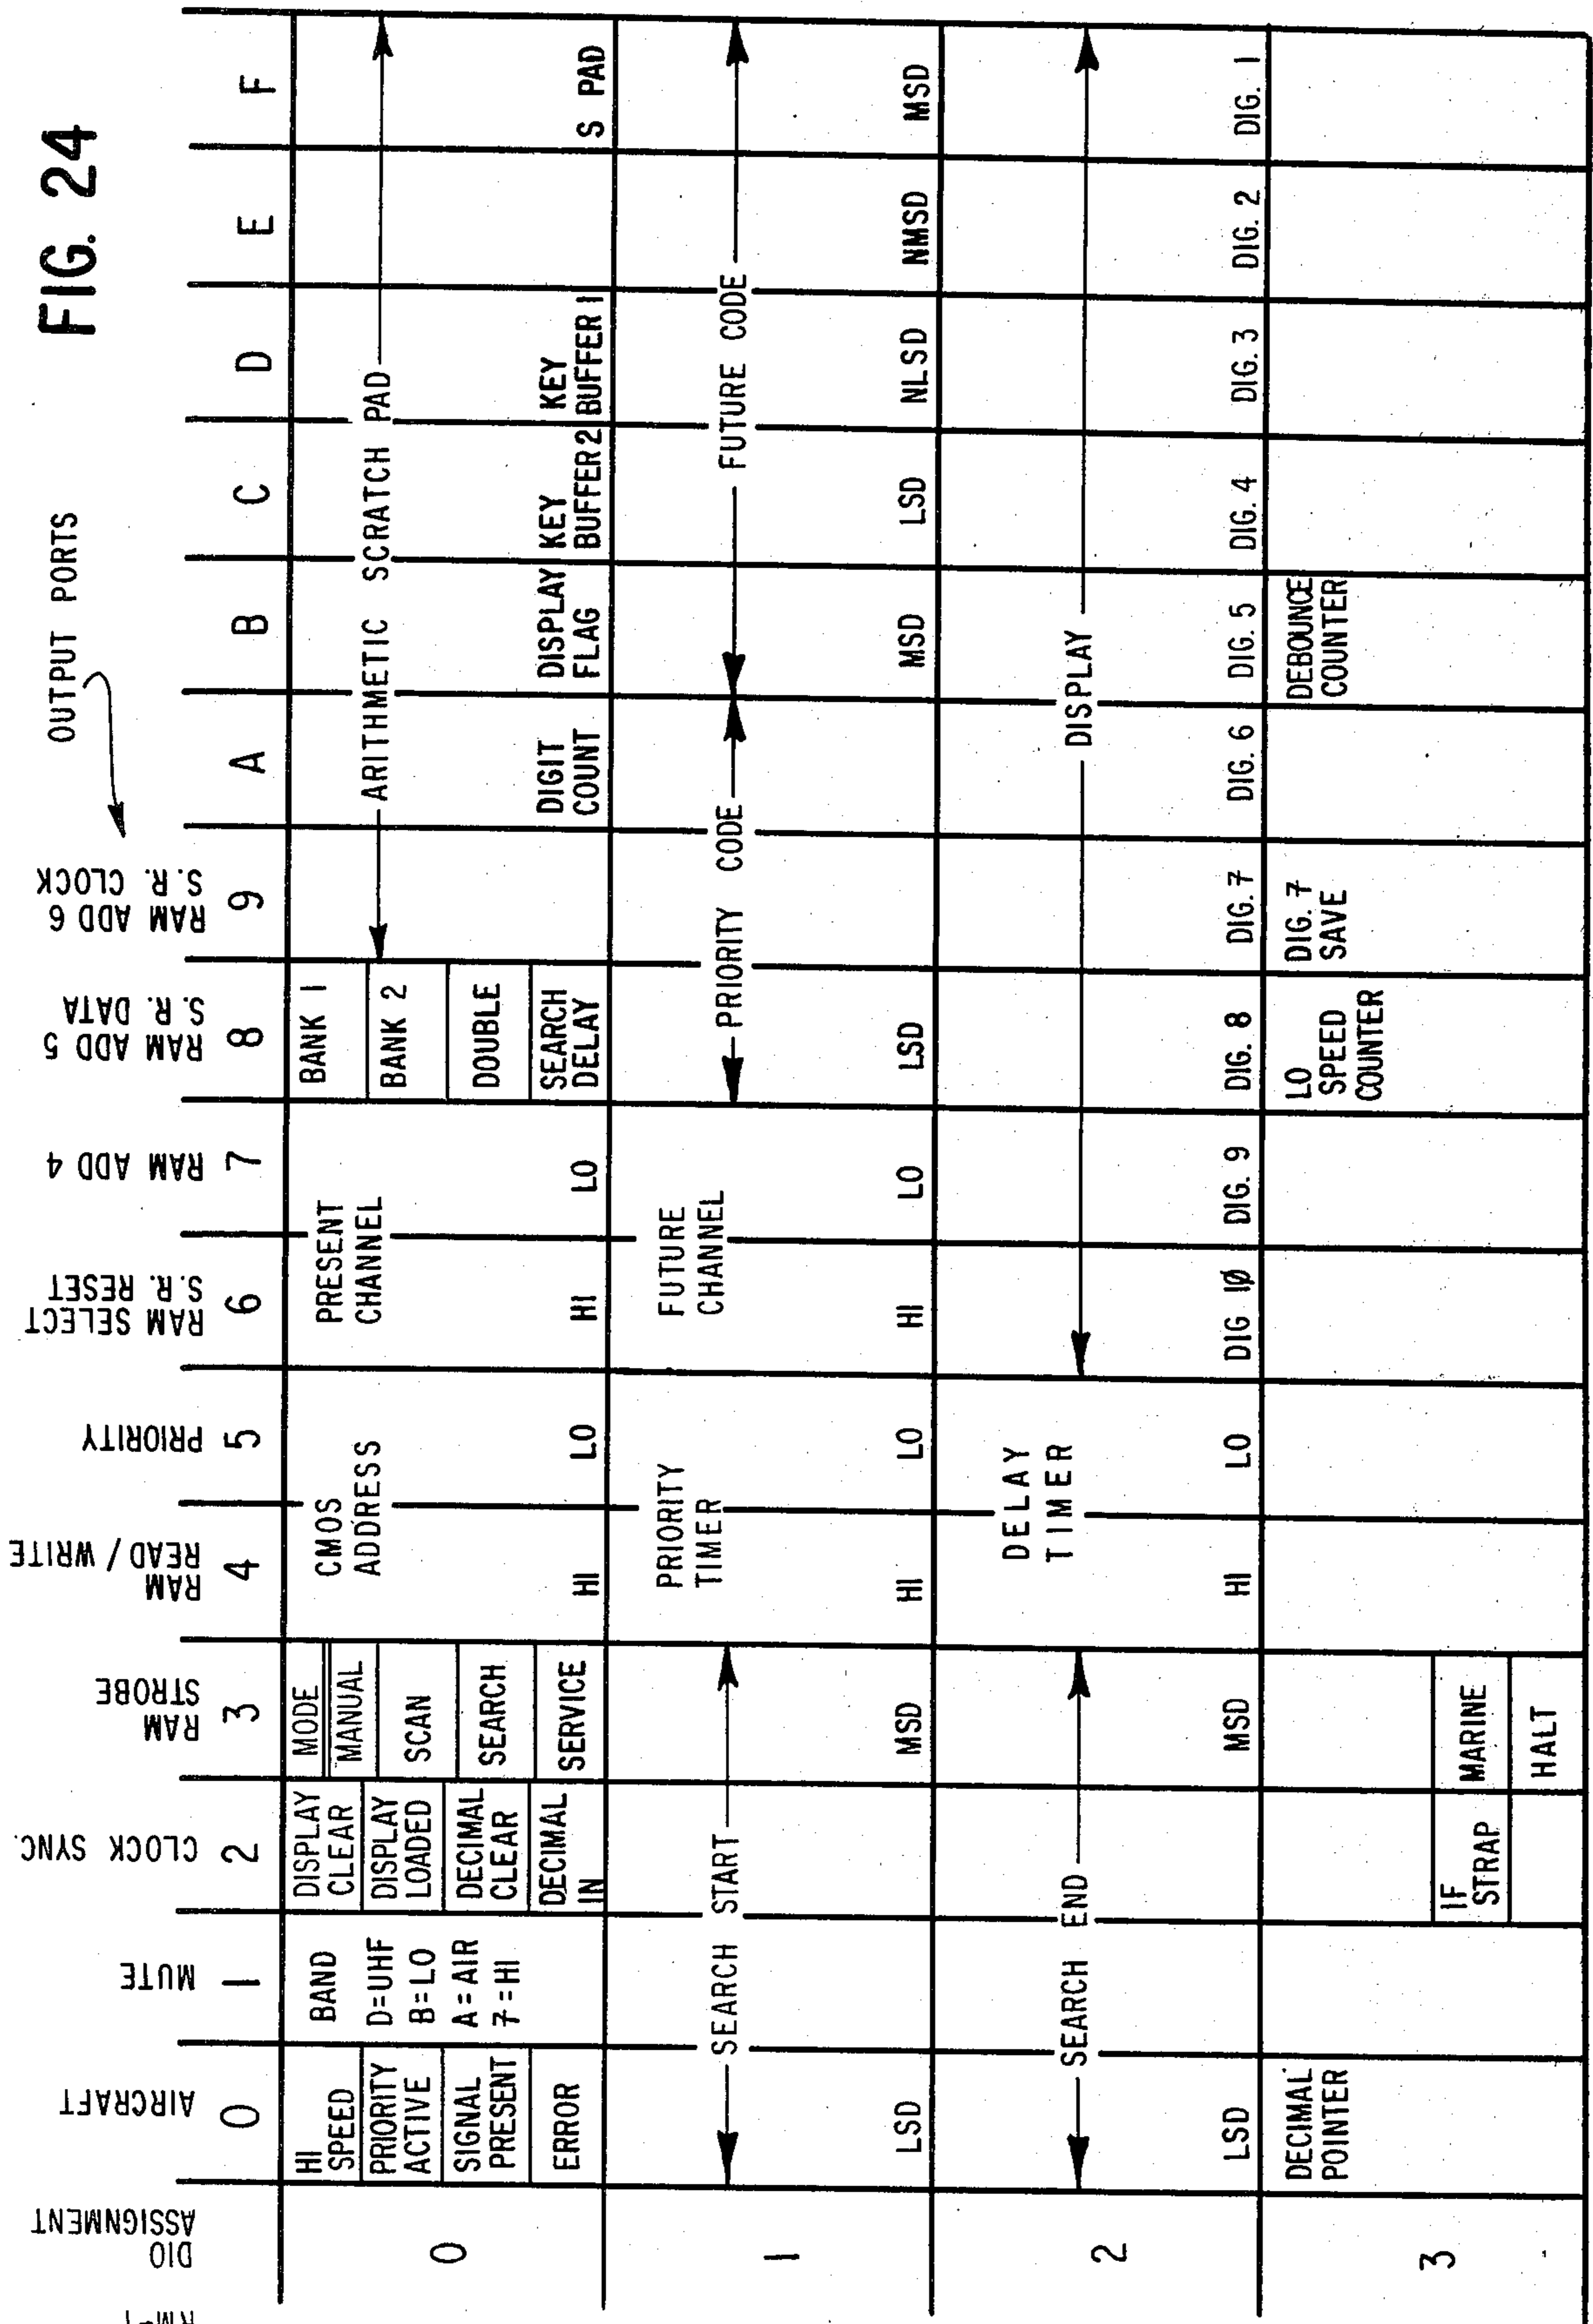 FIG. 24
OUTPUT PORTS
RM-1
DIO
ASSIGNMENT
AIRCRAFT
MUTE
CLOCK SYNC.
RAM
STROBE
RAM
READ / WRITE
PRIORITY
RAM SELECT
S.R. RESET
RAM ADD 4
RAM ADD 5
S.R. DATA
RAM ADD 6
S.R. CLOCK
0 1 2 3 4 5 6 7 8 9 A B C D E F
0
HI
SPEED
PRIORITY
ACTIVE
SIGNAL
PRESENT
ERROR
BAND
D=UHF
B=LO
A=AIR
7=HI
DISPLAY
CLEAR
DISPLAY
LOADED
DECIMAL
CLEAR
DECIMAL
IN
MODE
MANUAL
SCAN
SEARCH
SERVICE
CMOS
ADDRESS
HI LO
PRESENT
CHANNEL
HI LO
BANK 1
BANK 2
DOUBLE
SEARCH
DELAY
ARITHMETIC SCRATCH PAD
DIGIT
COUNT
DISPLAY
FLAG
KEY
BUFFER 2
KEY
BUFFER 1
S PAD
1
SEARCH START
LSD MSD
PRIORITY
TIMER
HI LO
FUTURE
CHANNEL
HI LO
PRIORITY CODE
LSD MSD
FUTURE CODE
LSD NLSD NMSD MSD
2
SEARCH END
LSD MSD
DELAY
TIMER
HI LO
DISPLAY
DIG 10 DIG. 9 DIG. 8 DIG. 7 DIG. 6 DIG. 5 DIG. 4 DIG. 3 DIG. 2 DIG. 1
3
DECIMAL
POINTER
IF
STRAP
MARINE
HALT
LO
SPEED
COUNTER
DIG. 7
SAVE
DEBOUNCE
COUNTER